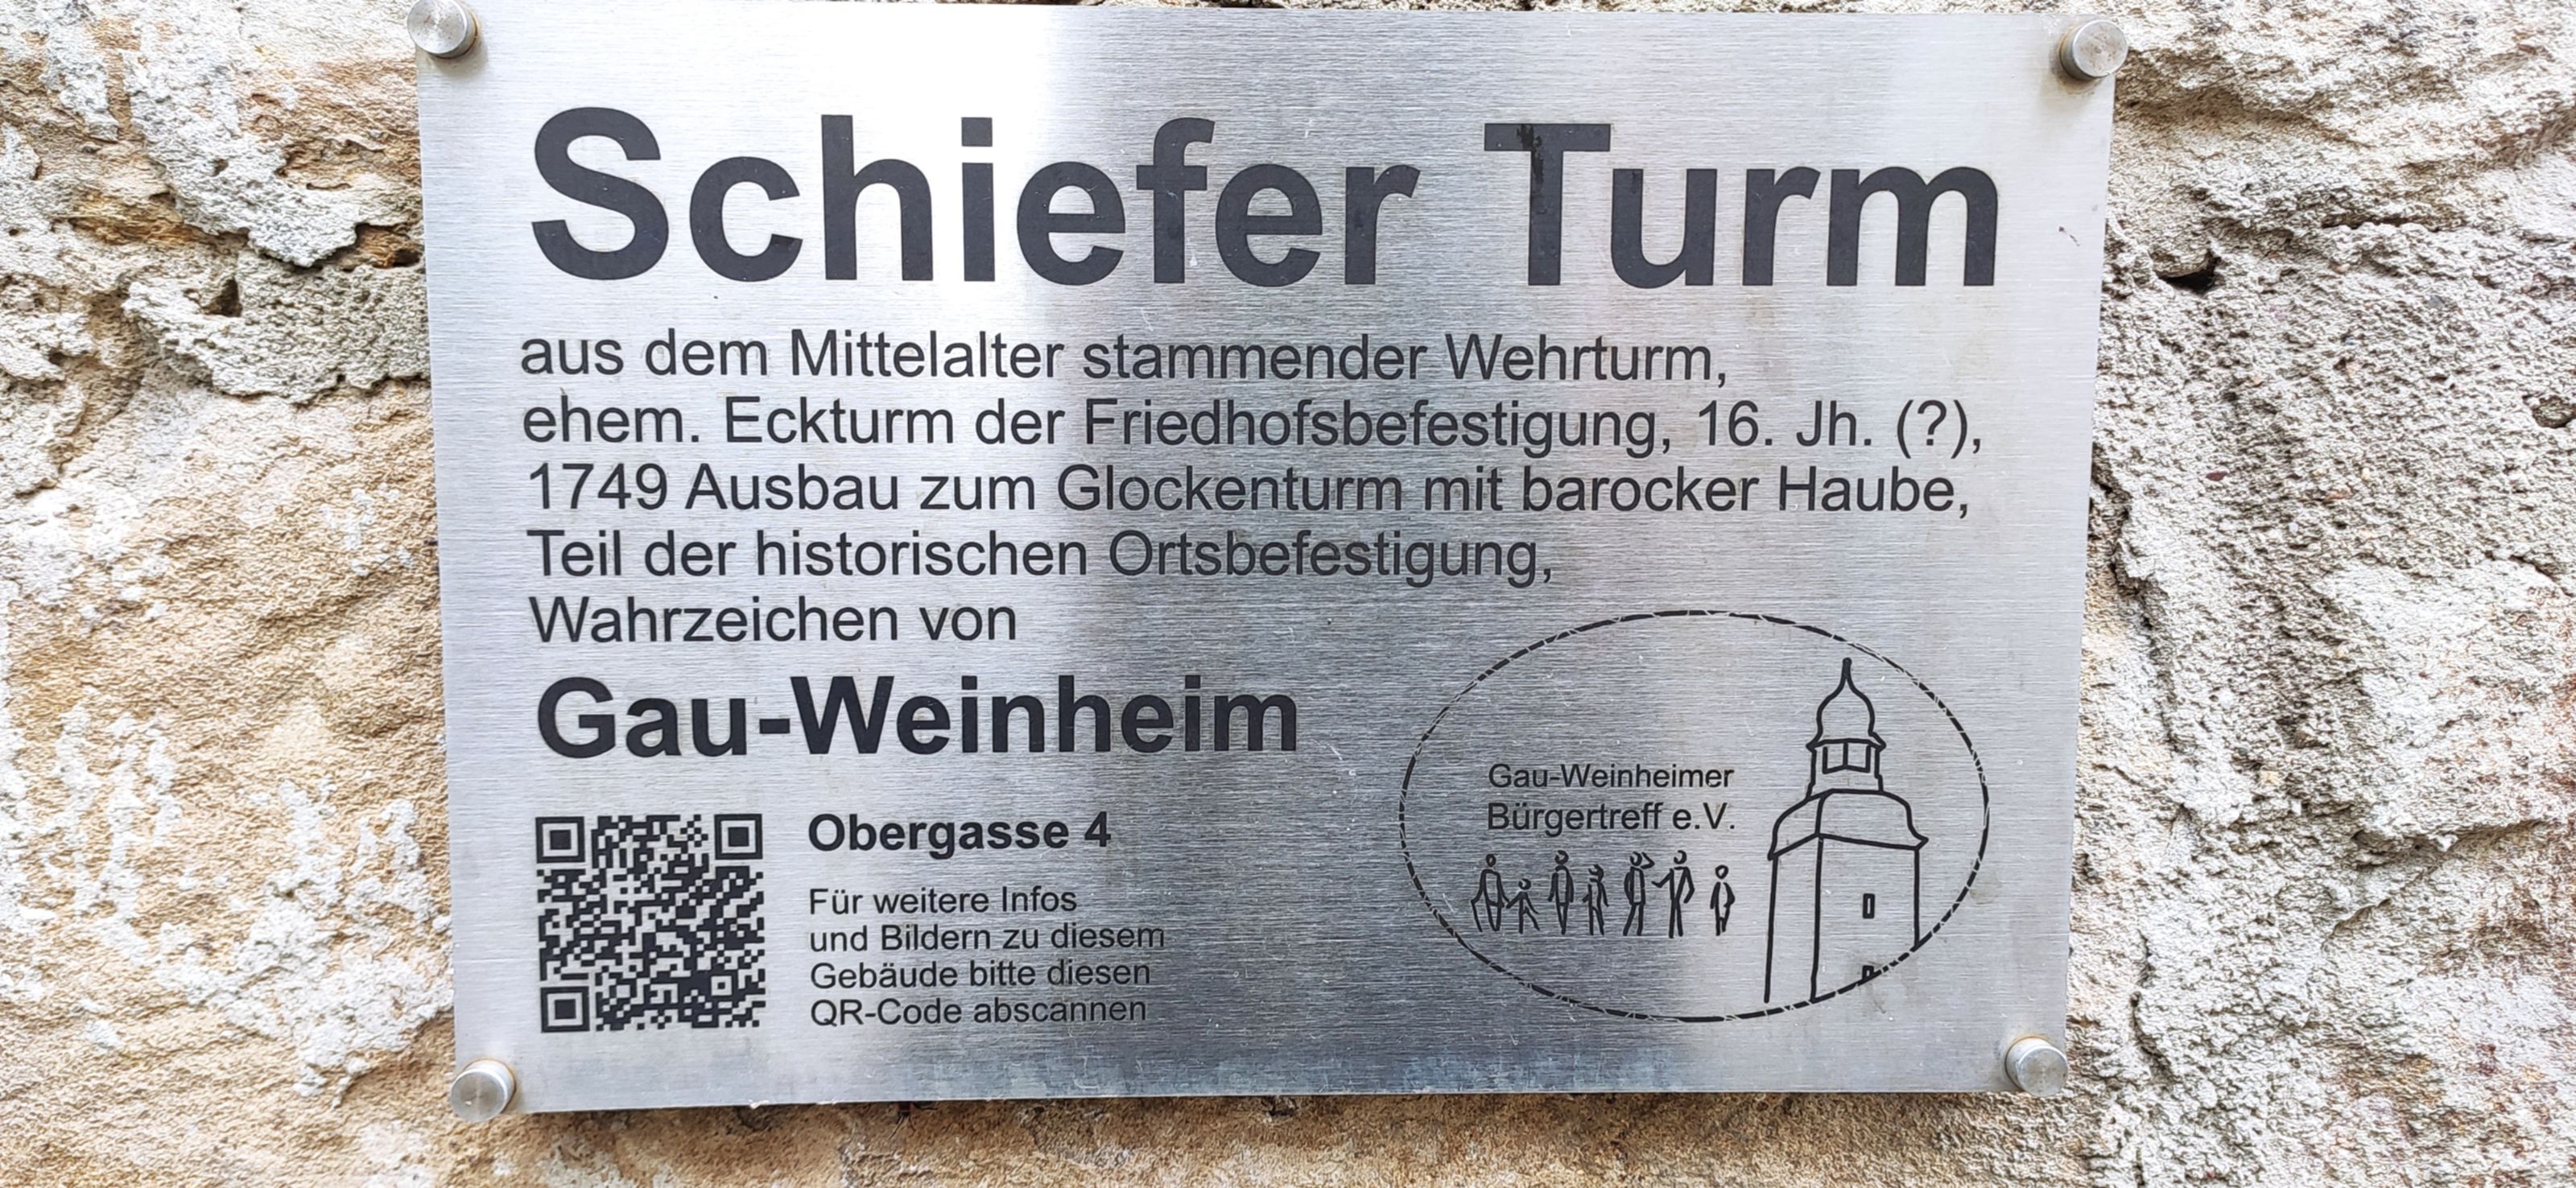 Schiefer Turm
aus dem Mittelalter stammender Wehrturm,
ehem. Eckturm der Friedhofsbefestigung, 16. Jh. (?),
1749 Ausbau zum Glockenturm mit barocker Haube,
Teil der historischen Ortsbefestigung,
Wahrzeichen von
Gau-Weinheim
Obergasse 4
Für weitere Infos
und Bildern zu diesem
Gebäude bitte diesen
QR-Code abscannen
Gau-Weinheimer
Bürgertreff e.V.